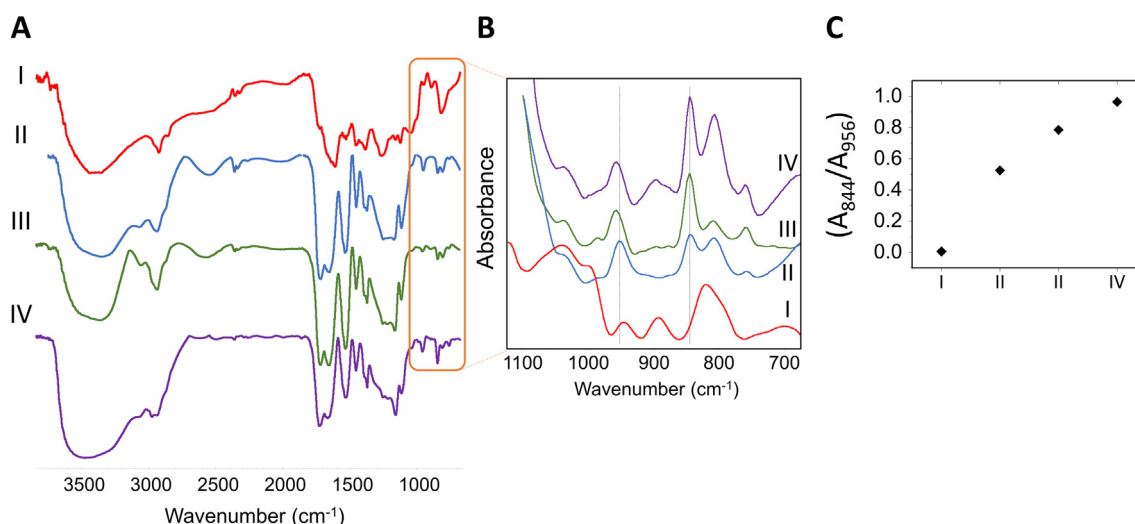 A
I
II
III
IV
3500 3000 2500 2000 1500 1000
Wavenumber (cm⁻¹)
B
Absorbance
IV
III
II
I
1100 1000 900 800 700
Wavenumber (cm⁻¹)
C
(A₈₄₄/A₉₅₆)
1.0
0.8
0.6
0.4
0.2
0.0
I II II IV